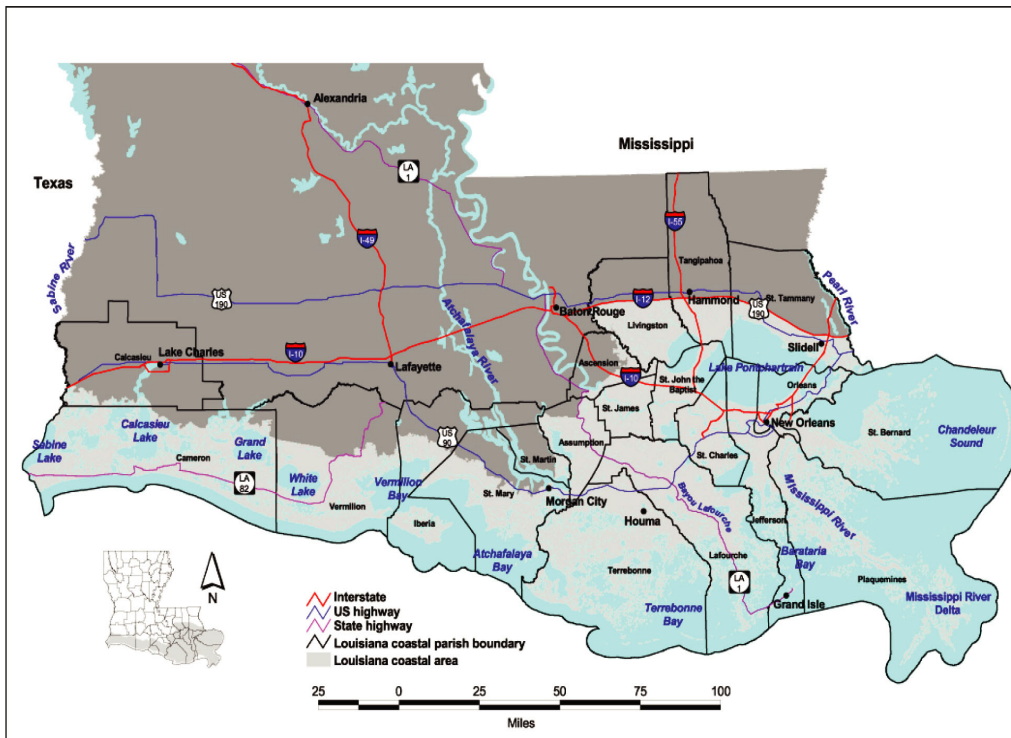 Alexandria
Mississippi
Texas
LA
1
I-55
I-49
Tangipahoa
Sabine River
Pearl River
US
190
I-12
Hammond
St. Tammany
US
190
Baton Rouge
Atchafalaya River
Livingston
Slidell
I-10
Lake Charles
Calcasieu
Lafayette
Ascension
I-10
St. John the
Baptist
Lake Pontchartrain
Orleans
St. James
New Orleans
Calcasieu
Lake
Sabine
Lake
Grand
Lake
Cameron
US
90
Assumption
St. Bernard
Chandeleur
Sound
St. Martin
St. Charles
LA
82
White
Lake
Vermilion
Vermilion
Bay
St. Mary
Morgan City
Bayou Lafourche
Mississippi River
Iberia
Houma
Jefferson
Atchafalaya
Bay
Terrebonne
Lafourche
Barataria
Bay
LA
1
Plaquemines
Terrebonne
Bay
Grand Isle
Mississippi River
Delta
N
Interstate
US highway
State highway
Louisiana coastal parish boundary
Louisiana coastal area
25 0 25 50 75 100
Miles